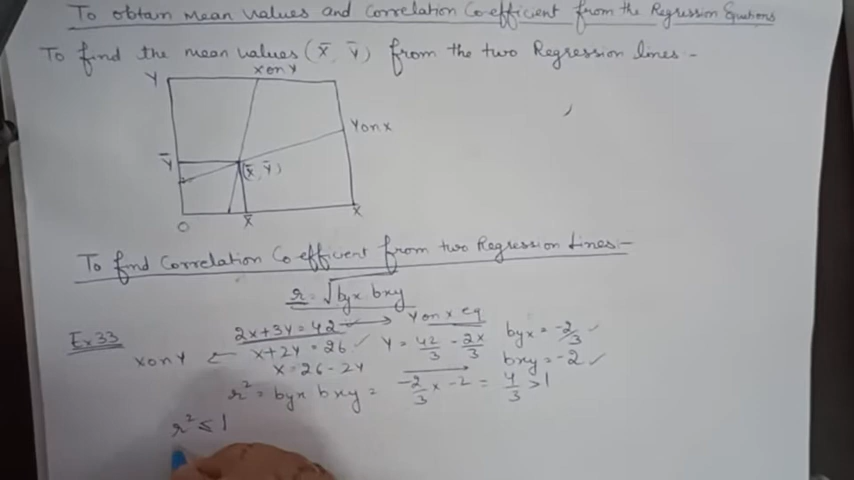 To obtain Mean values and Correlation Co-efficient from the Regression Equations
To find the mean values (X̄, Ȳ) from the two Regression lines:-
Y
X on Y
Y on X
Ȳ
(X̄, Ȳ)
O
X̄
X
To find Correlation Co-efficient from two Regression Lines:-
r = √byx bxy
Ex 33
2x+3y=42 → Y on x eq
X on Y ← x+2y=26
x=26-2y
y = 42/3 - 2x/3
byx = -2/3
bxy = -2
r² = byx bxy = -2/3 x -2 = 4/3 >1
r² ≤ 1